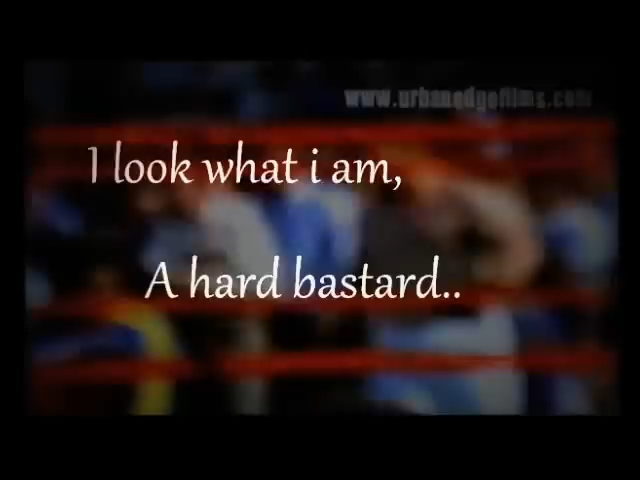 www.urbanedgefilms.com
I look what i am,
A hard bastard..